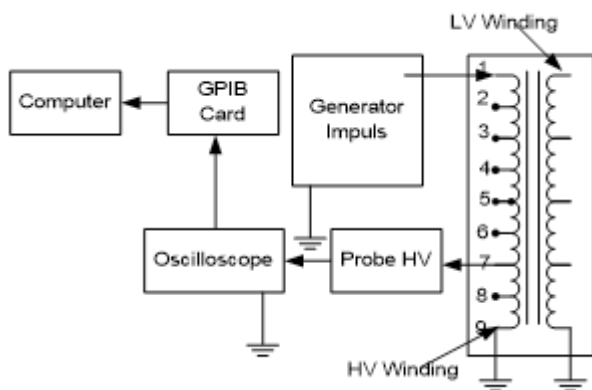 LV Winding
Computer
GPIB
Card
Generator
Impuls
1
2
3
4
5
6
7
8
9
Oscilloscope
Probe HV
HV Winding